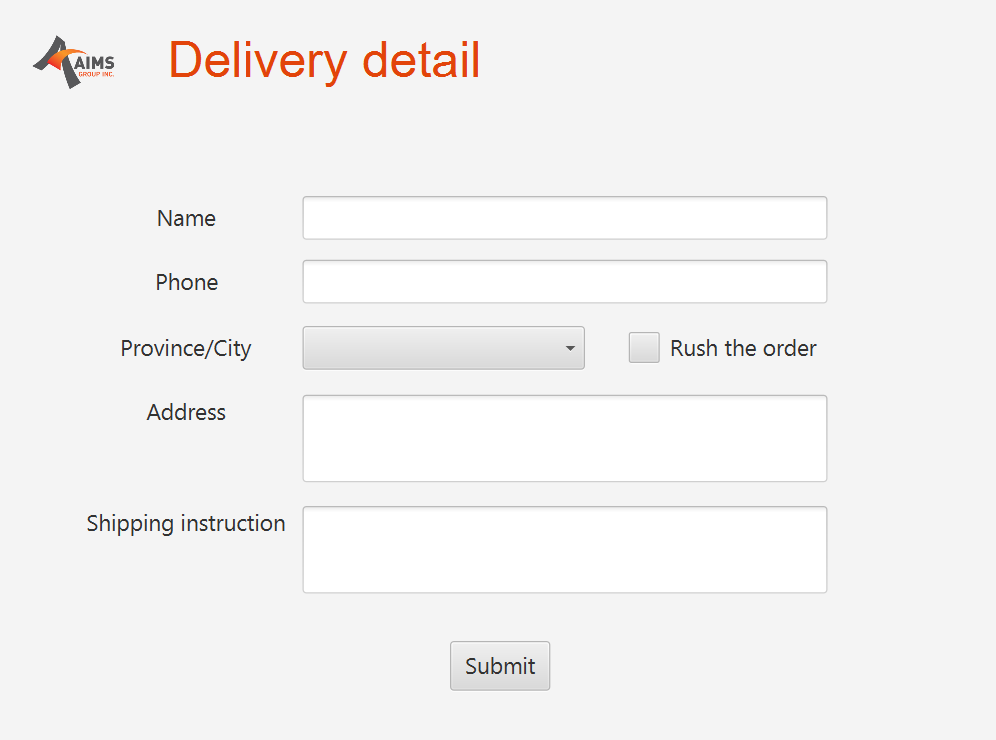 AIMS
GROUP INC.
Delivery detail
Name
Phone
Province/City
Rush the order
Address
Shipping instruction
Submit